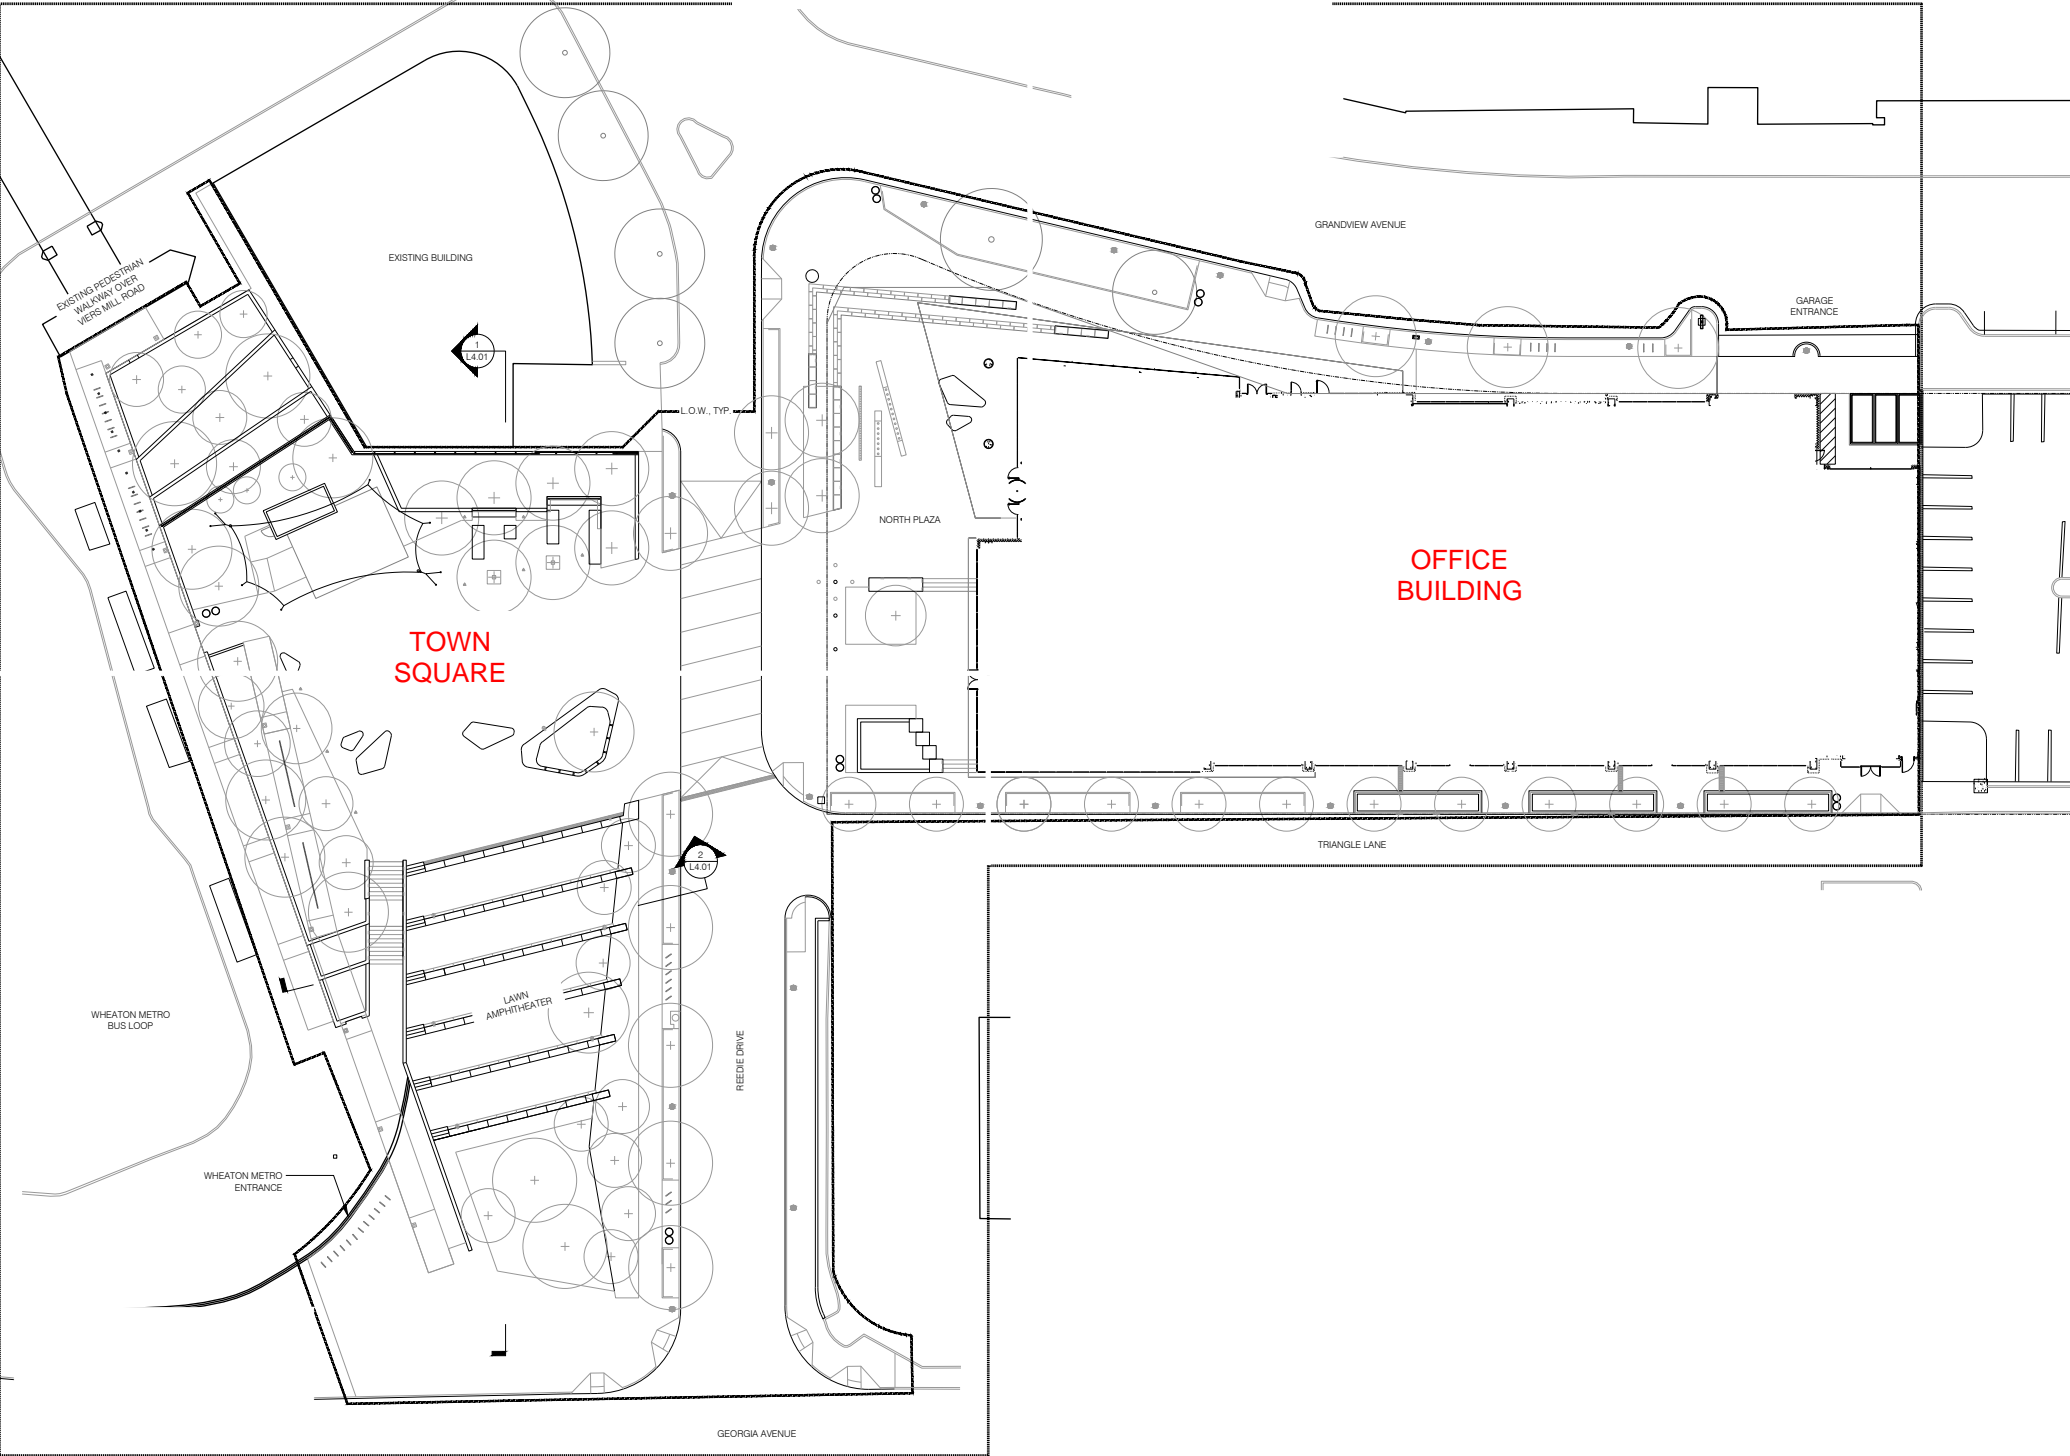 GRANDVIEW AVENUE
EXISTING BUILDING
EXISTING PEDESTRIAN
WALKWAY OVER
VIERS MILL ROAD
GARAGE
ENTRANCE
1
L4.01
L.O.W., TYP.
NORTH PLAZA
OFFICE
BUILDING
TOWN
SQUARE
TRIANGLE LANE
2
L4.01
LAWN
AMPHITHEATER
WHEATON METRO
BUS LOOP
REEDIE DRIVE
WHEATON METRO
ENTRANCE
GEORGIA AVENUE